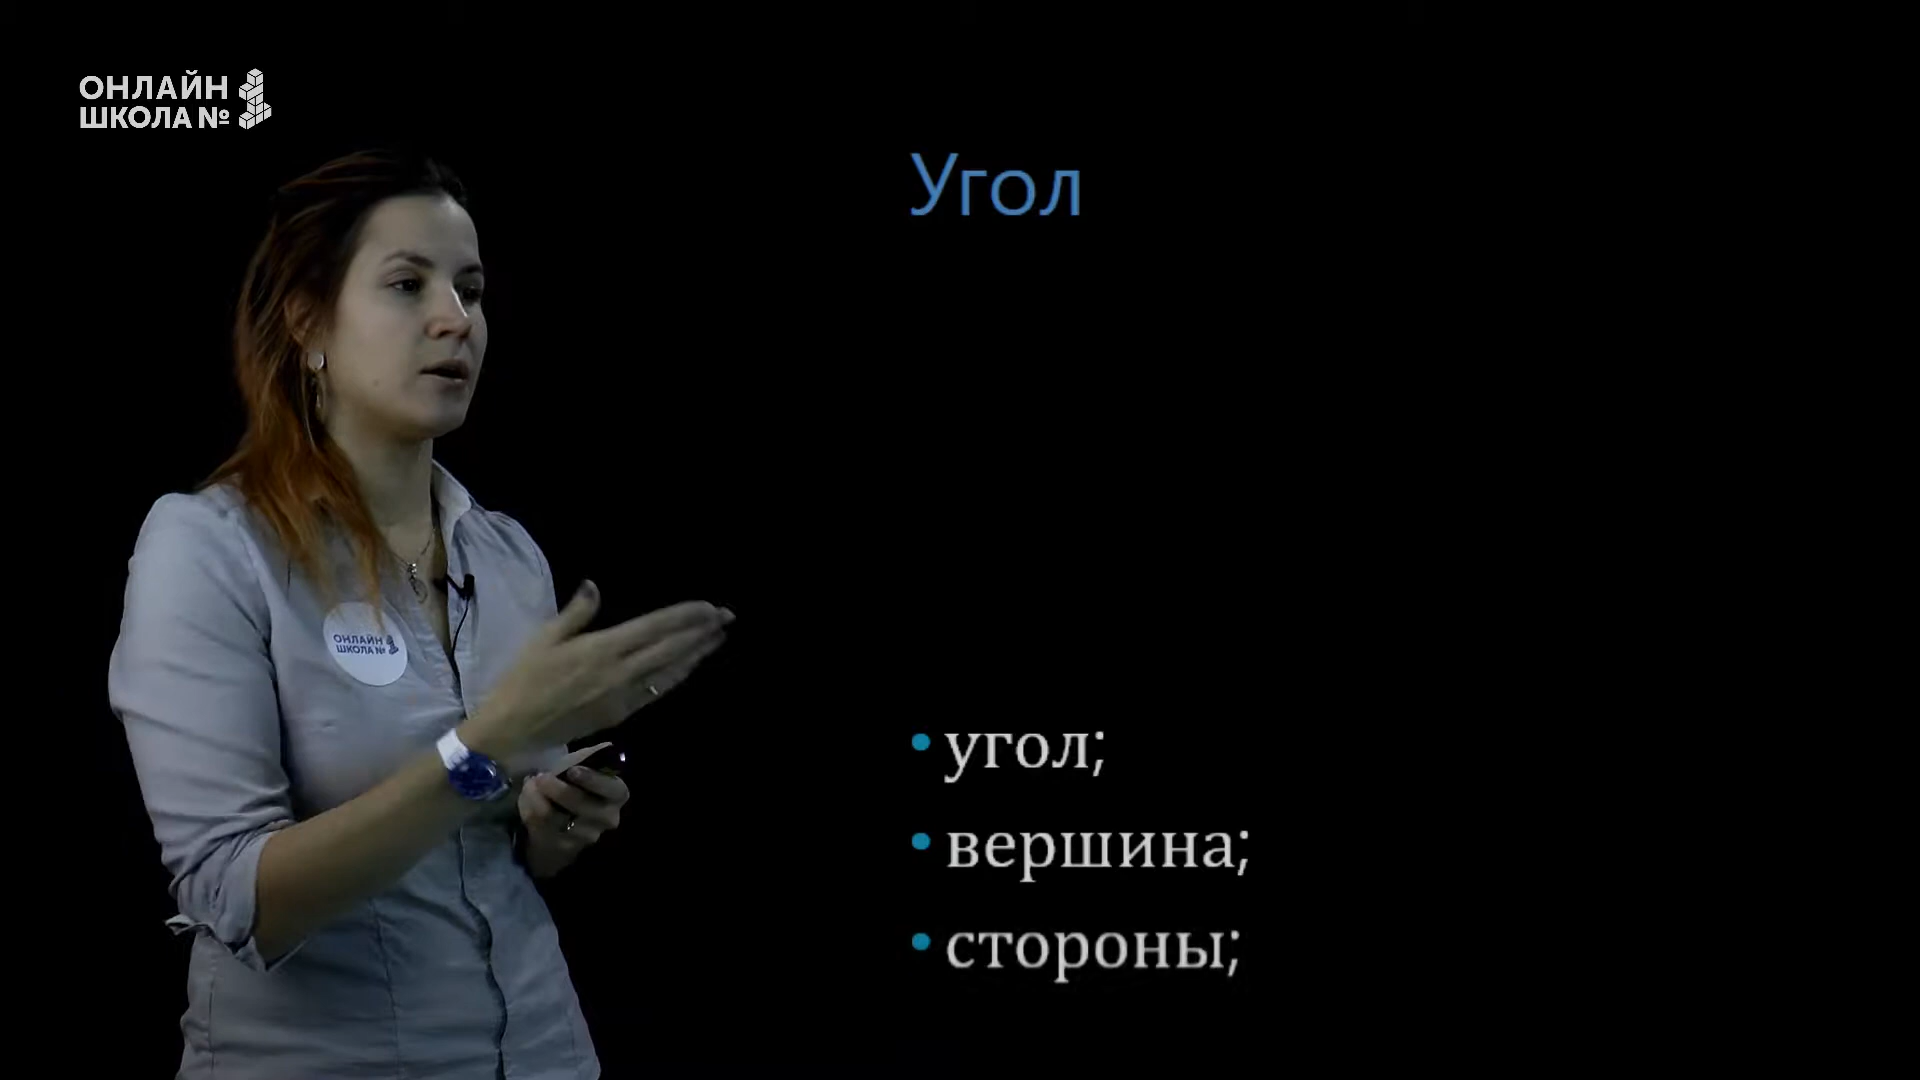 ОНЛАЙН
ШКОЛА №
Угол
ОНЛАЙН
ШКОЛА №
• угол;
• вершина;
• стороны;